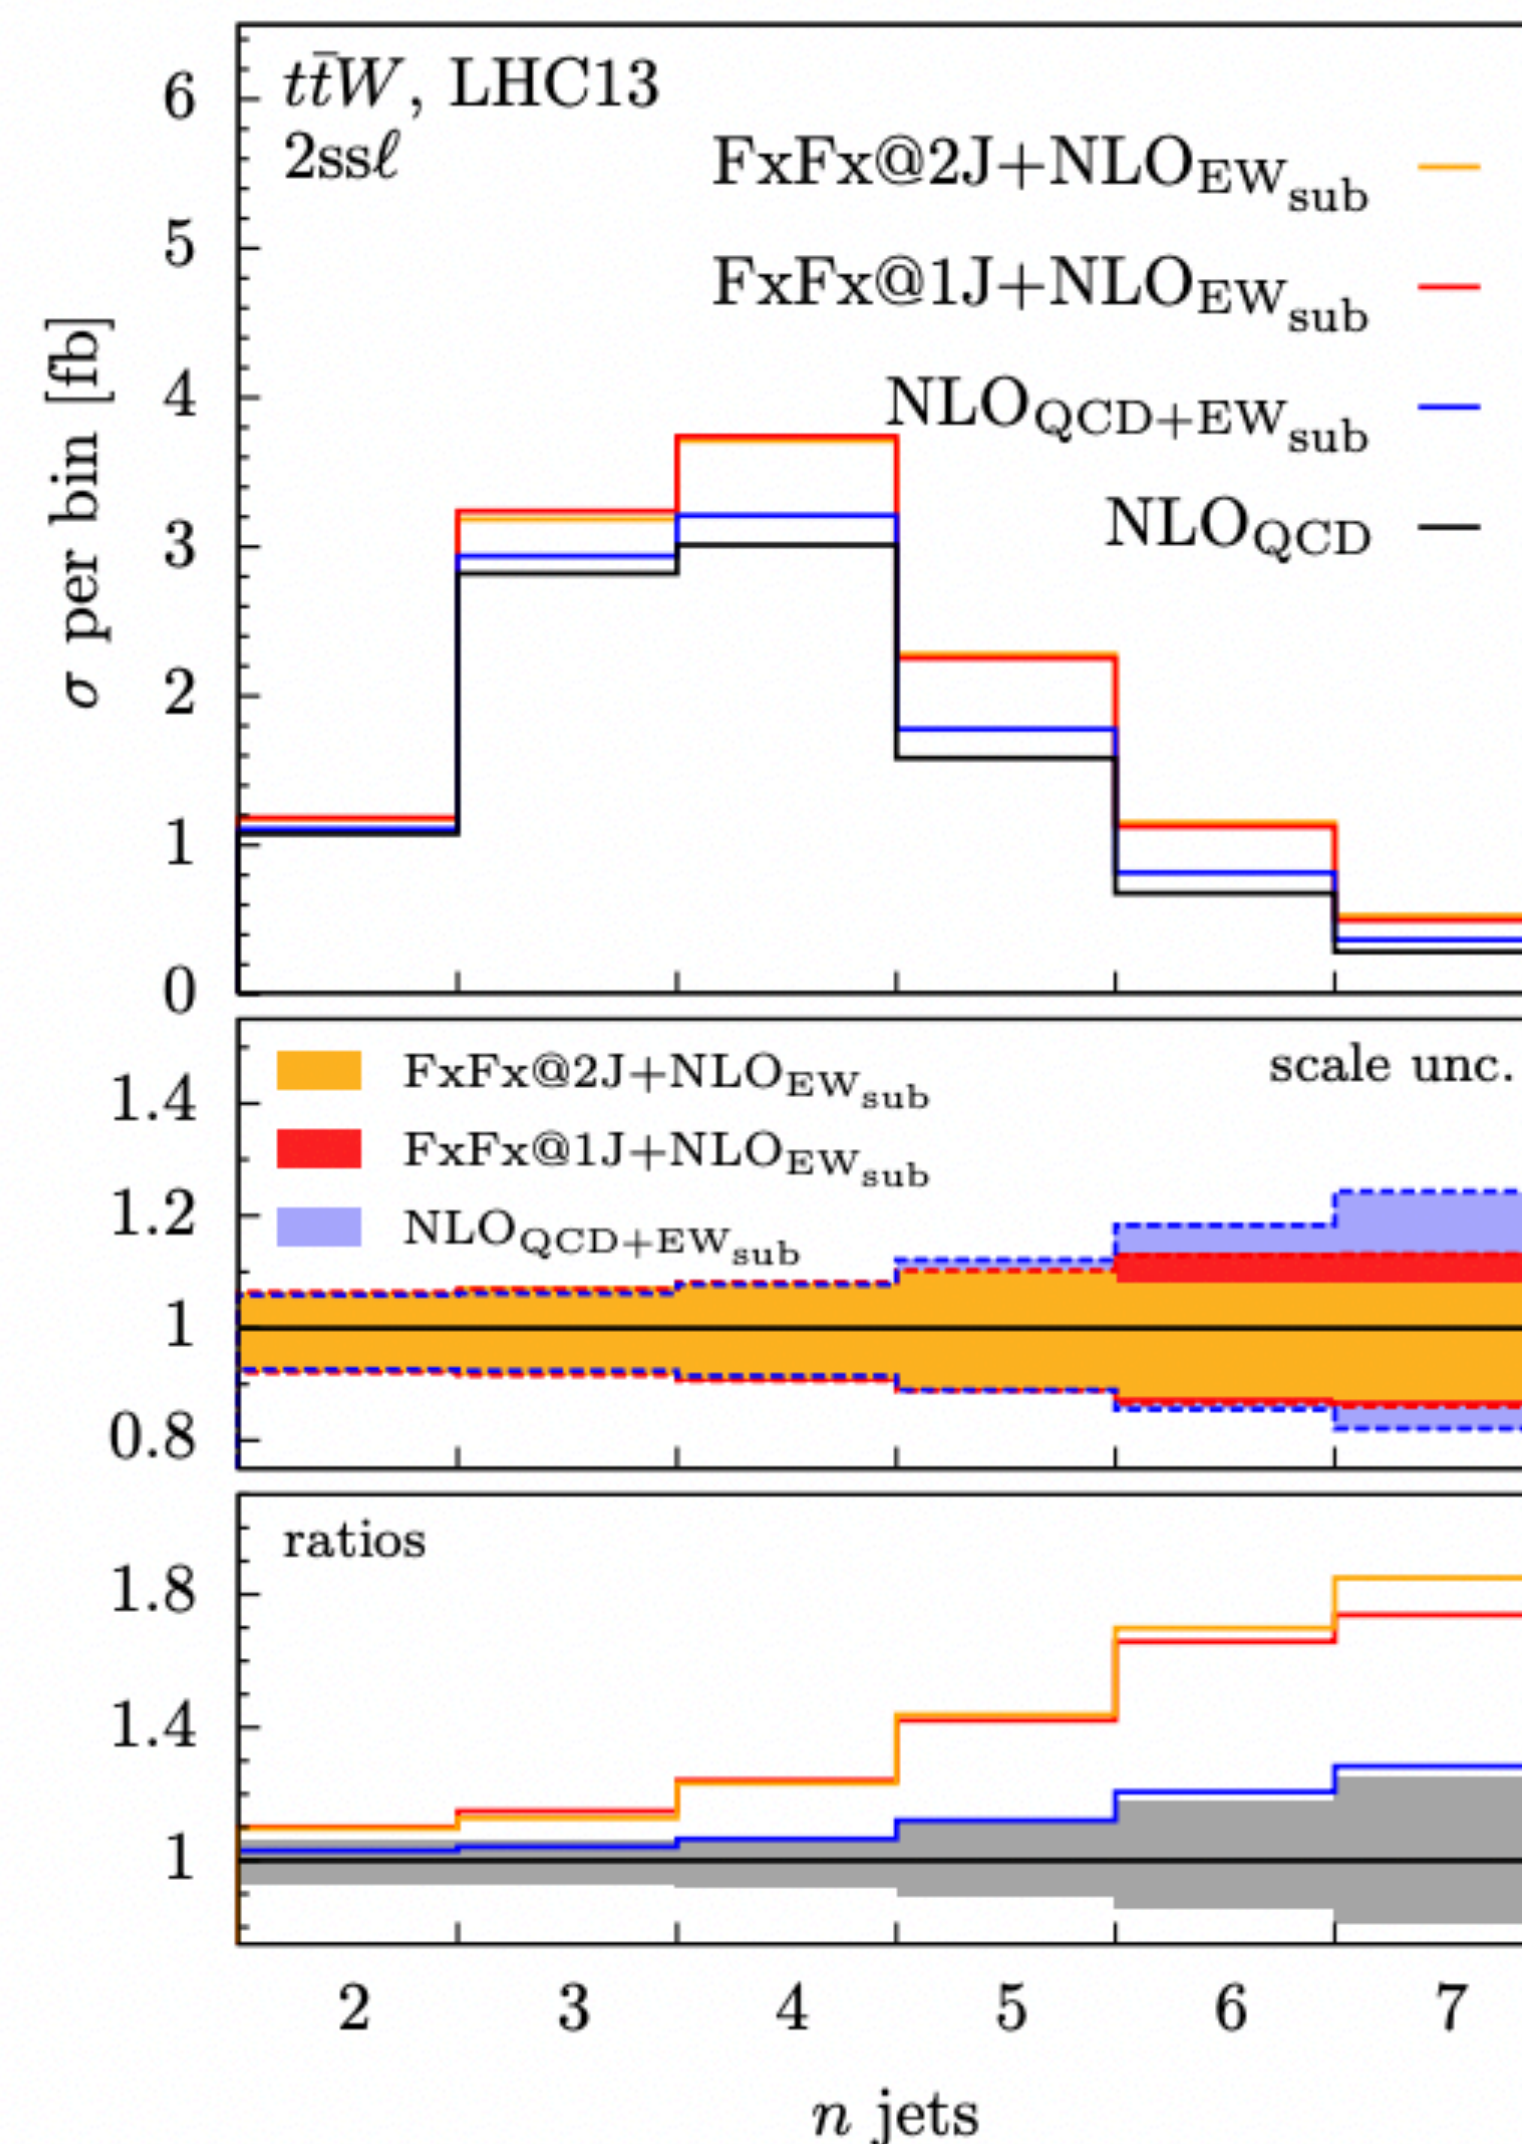 tt̄W, LHC13
2ssℓ
FxFx@2J+NLO_EW_sub
FxFx@1J+NLO_EW_sub
NLO_QCD+EW_sub
NLO_QCD
σ per bin [fb]
6
5
4
3
2
1
0
FxFx@2J+NLO_EW_sub
scale unc.
FxFx@1J+NLO_EW_sub
NLO_QCD+EW_sub
1.4
1.2
1
0.8
ratios
1.8
1.4
1
2 3 4 5 6 7
n jets